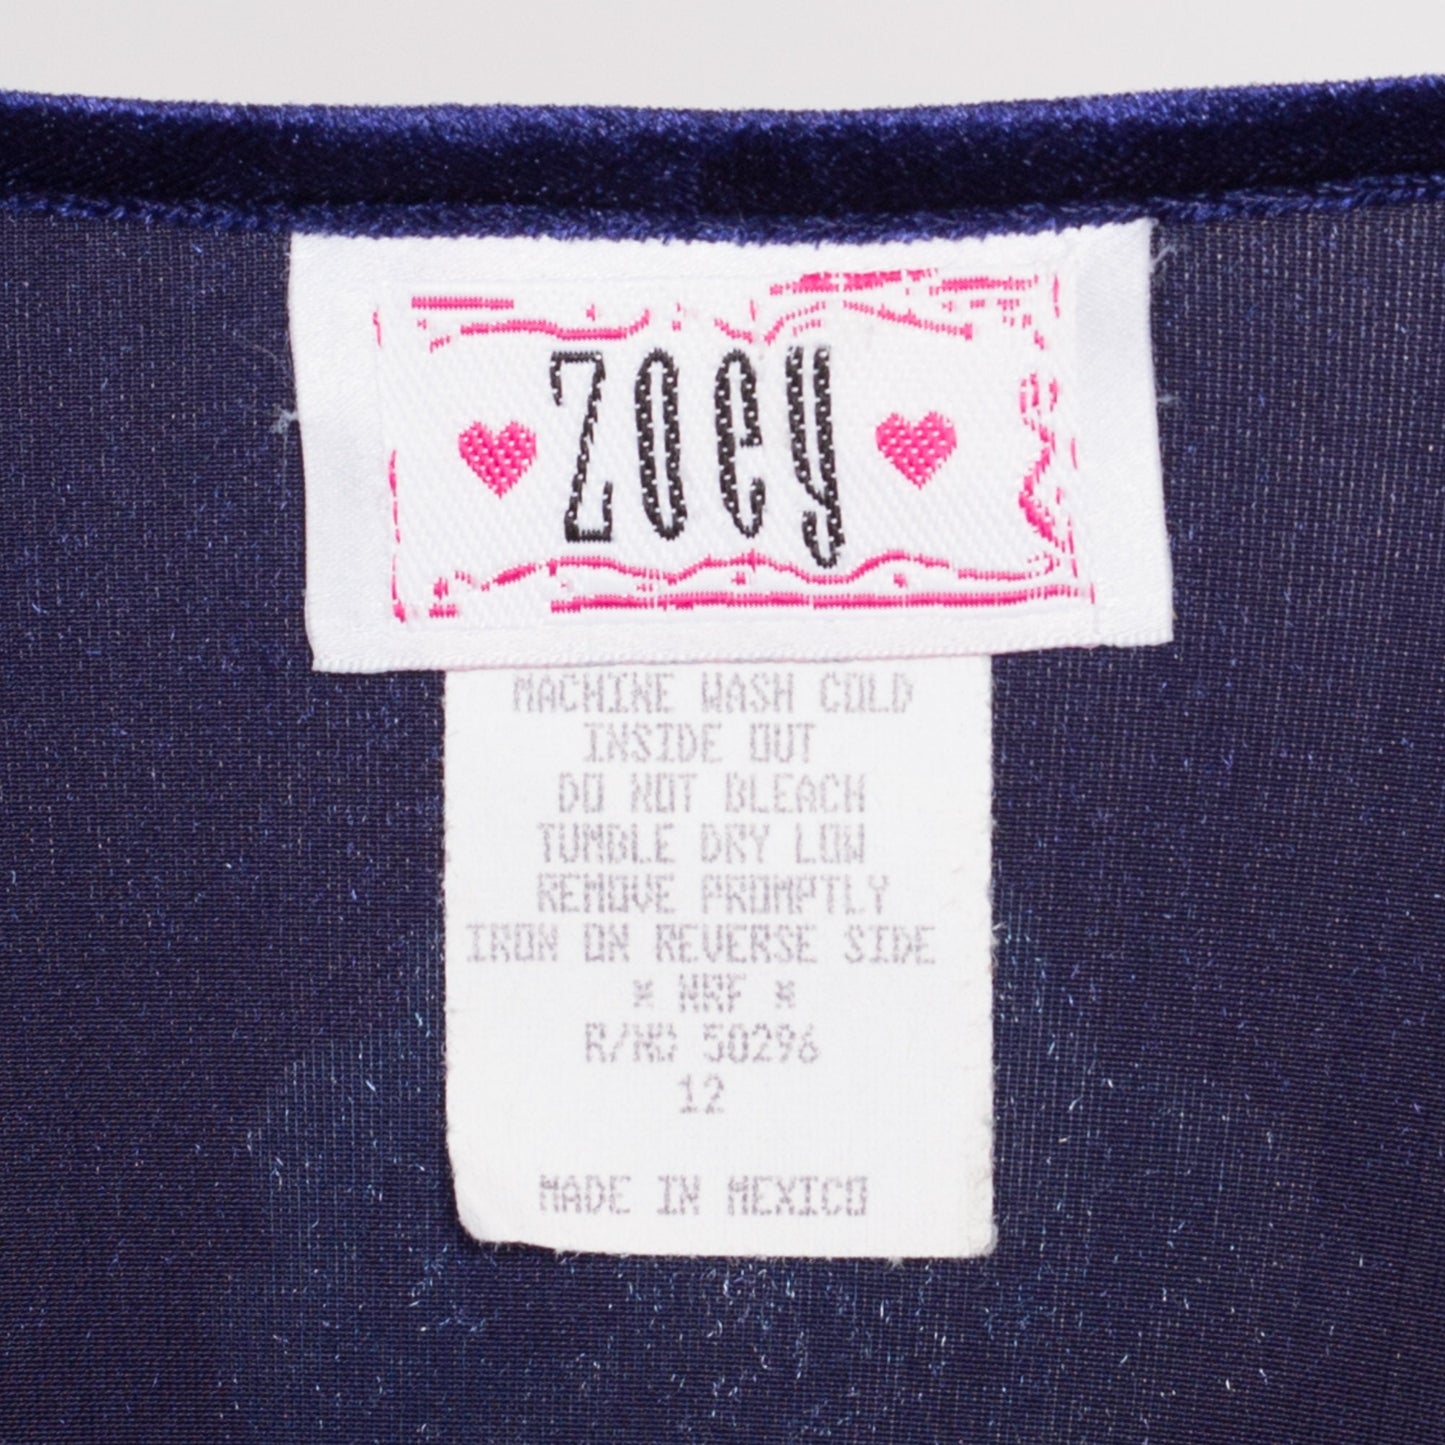 zoey
MACHINE WASH COLD
INSIDE OUT
DO NOT BLEACH
TUMBLE DRY LOW
REMOVE PROMPTLY
IRON ON REVERSE SIDE
* NRF *
R/NO 50296
12
MADE IN MEXICO